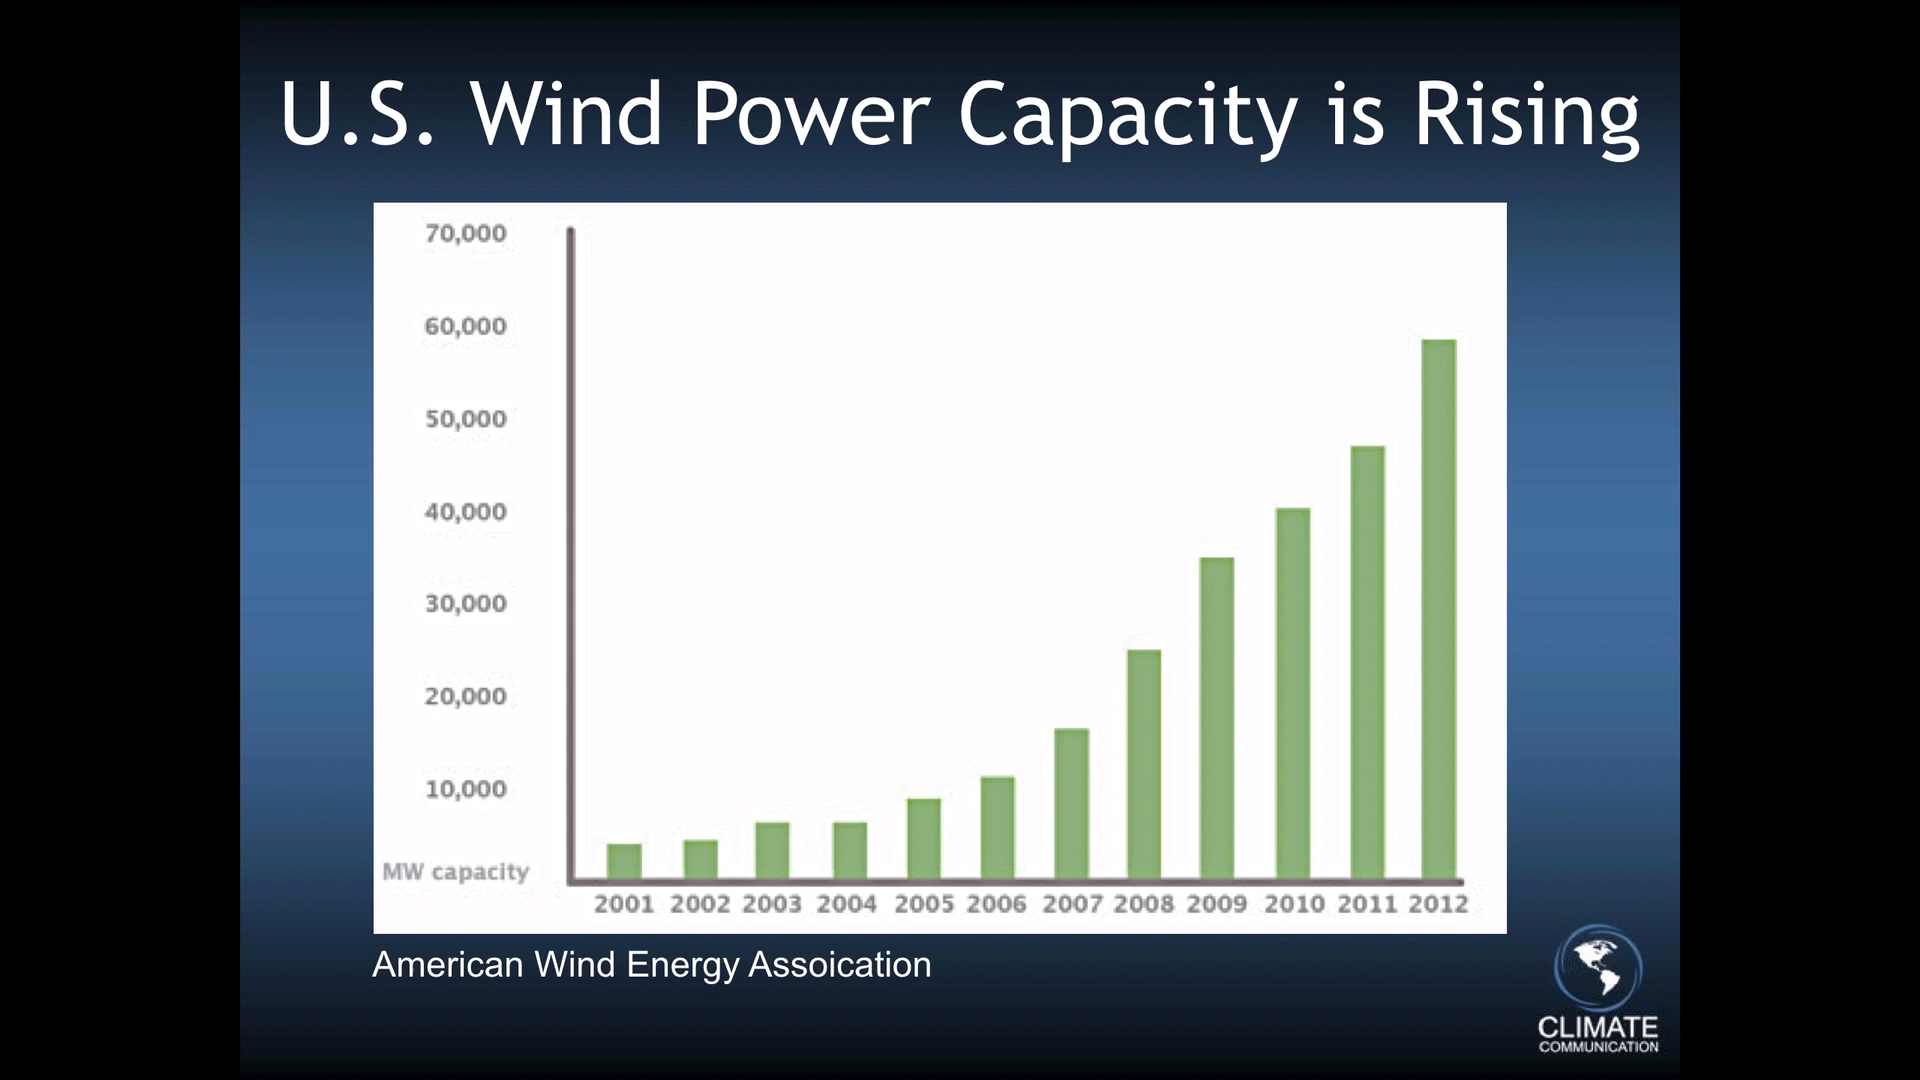 U.S. Wind Power Capacity is Rising
70,000
60,000
50,000
40,000
30,000
20,000
10,000
MW capacity
2001 2002 2003 2004 2005 2006 2007 2008 2009 2010 2011 2012
American Wind Energy Assoication
CLIMATE
COMMUNICATION